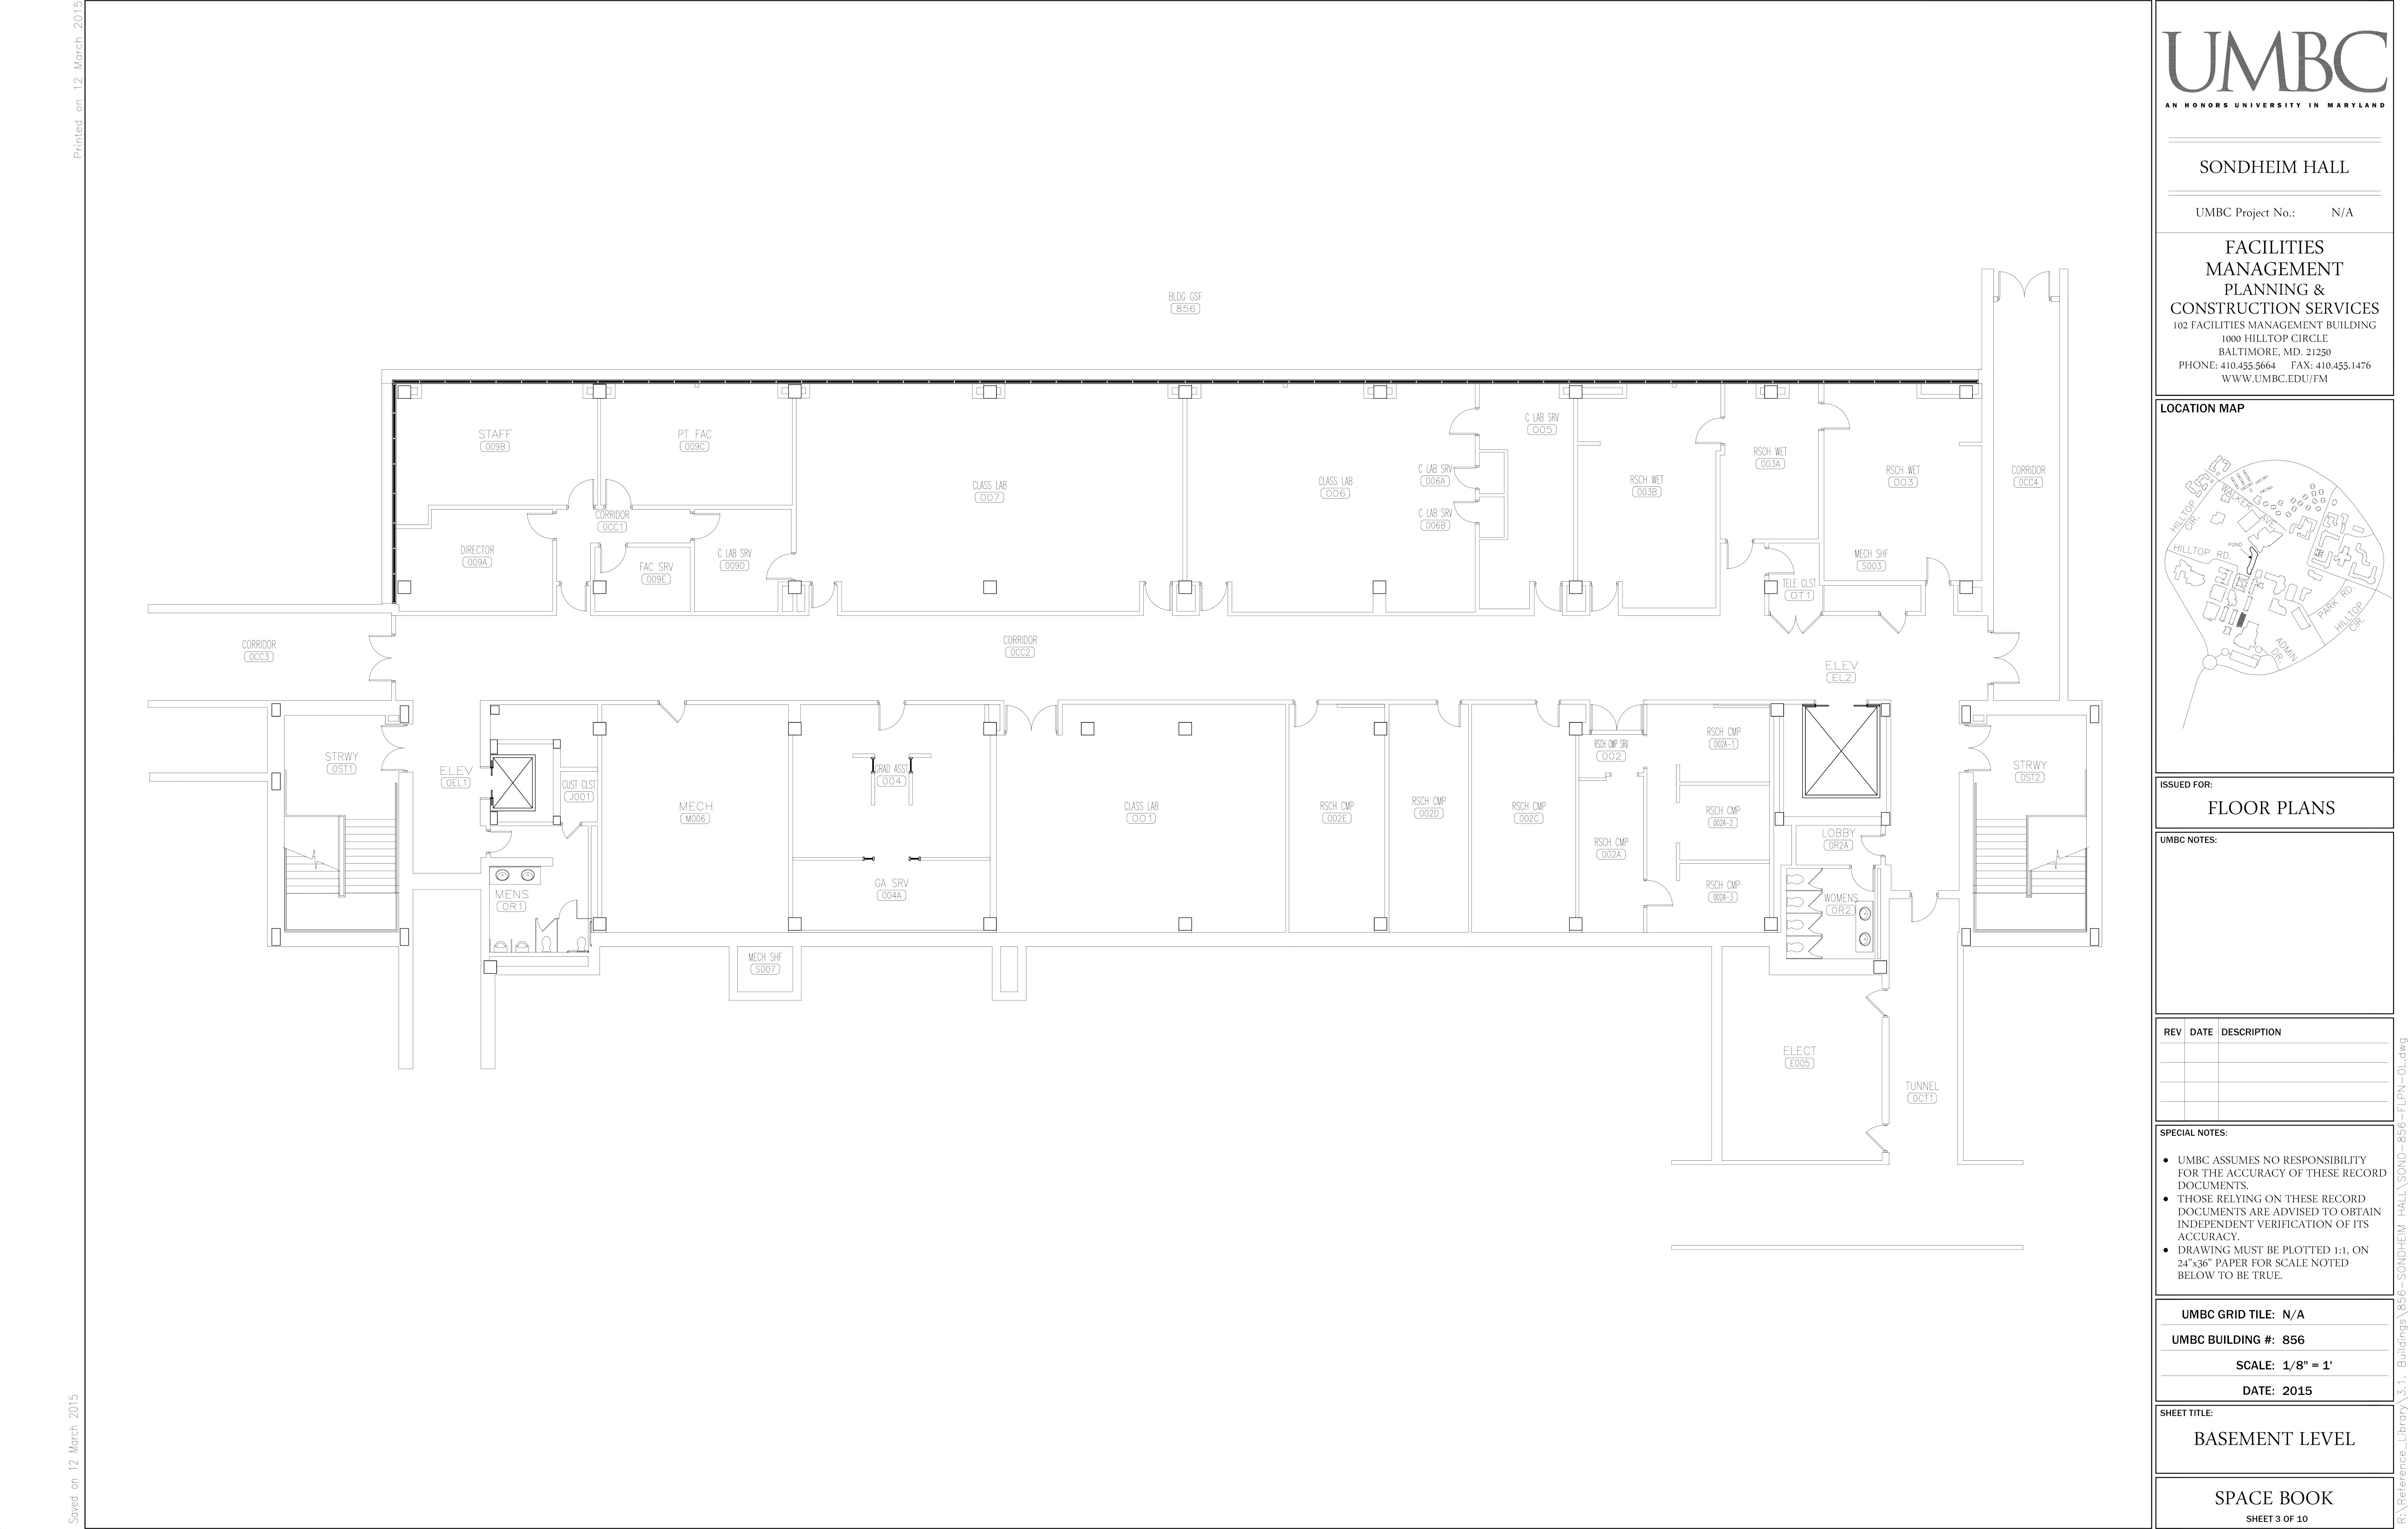 Printed on 12 March 2015
Saved on 12 March 2015
BLDG GSF
856
STAFF
009B
PT FAC
009C
CLASS LAB
007
CLASS LAB
006
C LAB SRV
006A
C LAB SRV
006B
C LAB SRV
005
RSCH WET
003B
RSCH WET
003A
RSCH WET
003
CORRIDOR
0CC4
CORRIDOR
0CC1
DIRECTOR
009A
FAC SRV
009E
C LAB SRV
009D
MECH SHF
S003
TELE CLST
0T1
CORRIDOR
0CC3
CORRIDOR
0CC2
ELEV
EL2
STRWY
0ST1
ELEV
0EL1
CUST CLST
J001
MECH
M006
GRAD ASST
004
CLASS LAB
001
RSCH CMP
002E
RSCH CMP
002D
RSCH CMP
002C
RSCH CMP SRV
002
RSCH CMP
002A
RSCH CMP
002A-1
RSCH CMP
002A-2
RSCH CMP
002A-3
STRWY
0ST2
LOBBY
0R2A
WOMENS
0R2
MENS
0R1
GA SRV
004A
MECH SHF
S007
ELECT
E005
TUNNEL
0CT1
UMBC
AN HONORS UNIVERSITY IN MARYLAND
SONDHEIM HALL
UMBC Project No.: N/A
FACILITIES
MANAGEMENT
PLANNING &
CONSTRUCTION SERVICES
102 FACILITIES MANAGEMENT BUILDING
1000 HILLTOP CIRCLE
BALTIMORE, MD. 21250
PHONE: 410.455.5664 FAX: 410.455.1476
WWW.UMBC.EDU/FM
LOCATION MAP
HILLTOP
CIR.
WALKER AVE.
POND
HILLTOP RD.
PARK RD.
HILLTOP
CIR.
ADMIN
DR.
ISSUED FOR:
FLOOR PLANS
UMBC NOTES:
REV DATE DESCRIPTION
SPECIAL NOTES:
● UMBC ASSUMES NO RESPONSIBILITY
FOR THE ACCURACY OF THESE RECORD
DOCUMENTS.
● THOSE RELYING ON THESE RECORD
DOCUMENTS ARE ADVISED TO OBTAIN
INDEPENDENT VERIFICATION OF ITS
ACCURACY.
● DRAWING MUST BE PLOTTED 1:1, ON
24"x36" PAPER FOR SCALE NOTED
BELOW TO BE TRUE.
UMBC GRID TILE: N/A
UMBC BUILDING #: 856
SCALE: 1/8" = 1'
DATE: 2015
SHEET TITLE:
BASEMENT LEVEL
SPACE BOOK
SHEET 3 OF 10
R:\Reference_Library\3.1. Buildings\856-SONDHEIM HALL\SOND-856-FLPN-0L.dwg